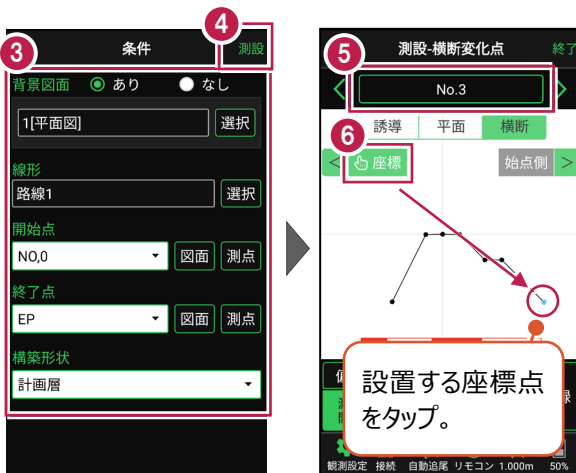 3
条件
4
測設
背景図面
あり
なし
1[平面図]
選択
線形
路線1
選択
開始点
NO,0
図面
測点
終了点
EP
図面
測点
構築形状
計画層
5
測設-横断変化点
終了
<
No.3
>
6
誘導
平面
横断
<
座標
始点側
>
設置する座標点
をタップ。
観測設定
接続
自動追尾
リモコン
1.000m
50%